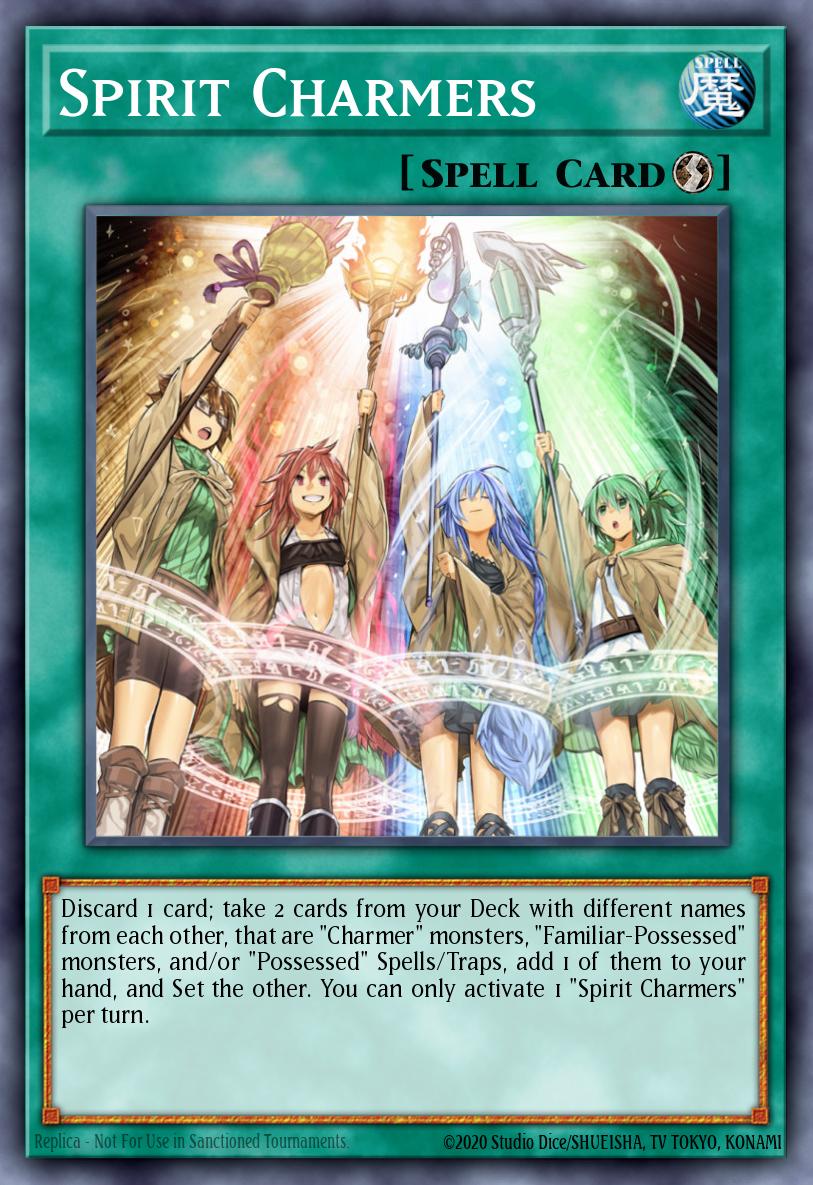 Spirit Charmers
SPELL
魔
[Spell Card]
Discard 1 card; take 2 cards from your Deck with different names
from each other, that are "Charmer" monsters, "Familiar-Possessed"
monsters, and/or "Possessed" Spells/Traps, add 1 of them to your
hand, and Set the other. You can only activate 1 "Spirit Charmers"
per turn.
Replica - Not For Use in Sanctioned Tournaments.
©2020 Studio Dice/SHUEISHA, TV TOKYO, KONAMI